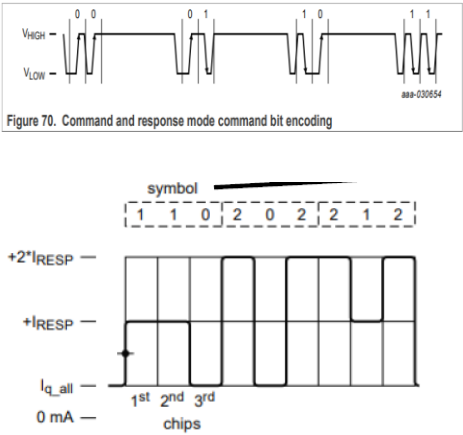 0 0 0 1 1 0 1 1
VHIGH
VLOW
aaa-030654
Figure 70. Command and response mode command bit encoding
symbol
1 1 0 2 0 2 2 1 2
+2*IRESP
+IRESP
Iq_all
1st 2nd 3rd
0 mA
chips